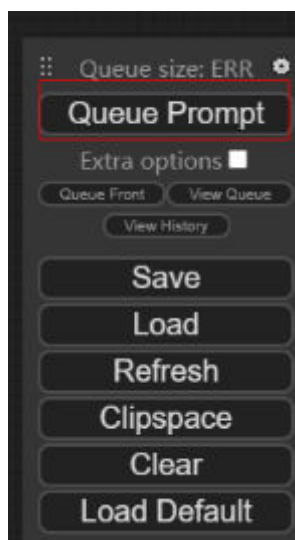 Queue size: ERR
Queue Prompt
Extra options
Queue Front View Queue
View History
Save
Load
Refresh
Clipspace
Clear
Load Default